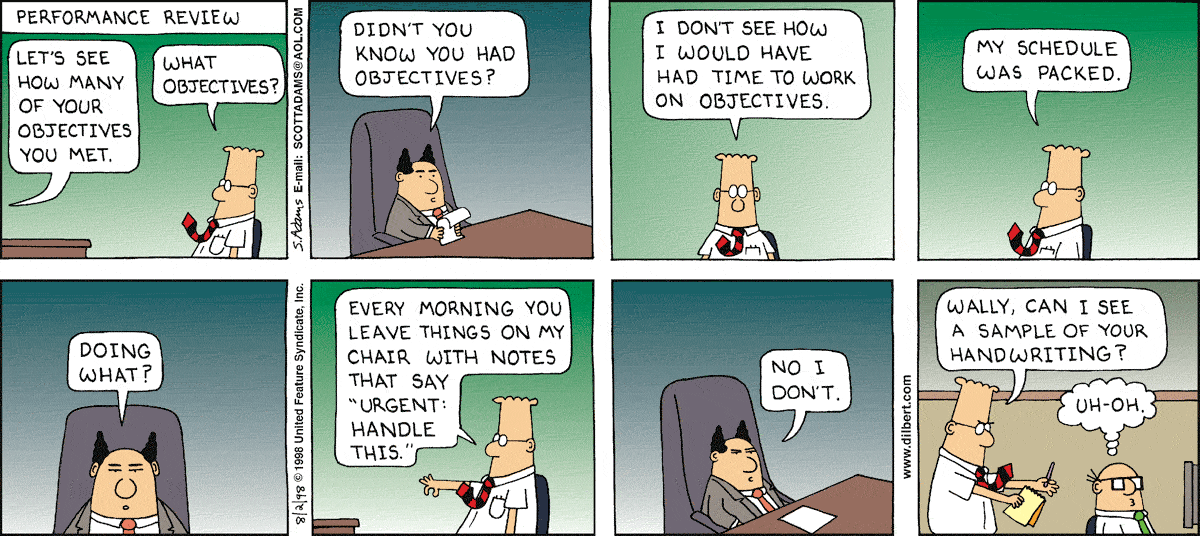 PERFORMANCE REVIEW
LET'S SEE
HOW MANY
OF YOUR
OBJECTIVES
YOU MET.
WHAT
OBJECTIVES?
S.Adams E-mail: SCOTTADAMS@AOL.COM
DIDN'T YOU
KNOW YOU HAD
OBJECTIVES?
I DON'T SEE HOW
I WOULD HAVE
HAD TIME TO WORK
ON OBJECTIVES.
MY SCHEDULE
WAS PACKED.
DOING
WHAT?
8/2/98 © 1998 United Feature Syndicate, Inc.
EVERY MORNING YOU
LEAVE THINGS ON MY
CHAIR WITH NOTES
THAT SAY
"URGENT:
HANDLE
THIS."
NO I
DON'T.
www.dilbert.com
WALLY, CAN I SEE
A SAMPLE OF YOUR
HANDWRITING?
UH-OH.